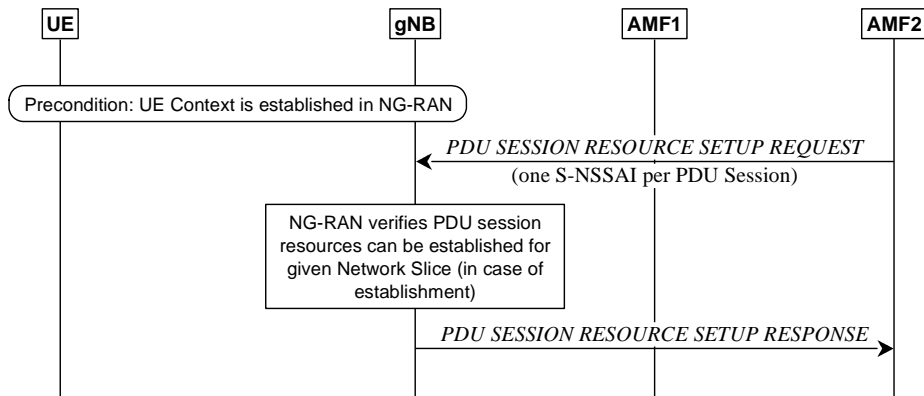 UE gNB AMF1 AMF2
Precondition: UE Context is established in NG-RAN
PDU SESSION RESOURCE SETUP REQUEST
(one S-NSSAI per PDU Session)
NG-RAN verifies PDU session
resources can be established for
given Network Slice (in case of
establishment)
PDU SESSION RESOURCE SETUP RESPONSE